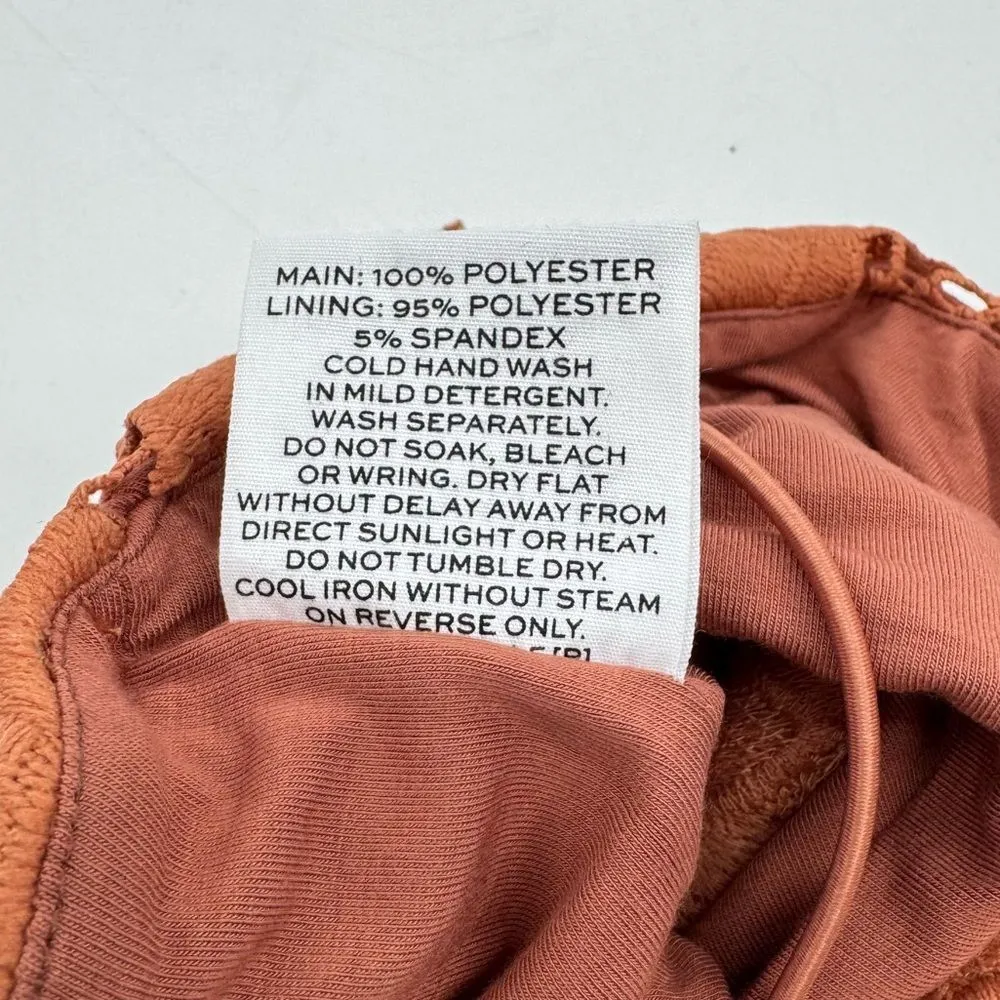 MAIN: 100% POLYESTER
LINING: 95% POLYESTER
5% SPANDEX
COLD HAND WASH
IN MILD DETERGENT.
WASH SEPARATELY.
DO NOT SOAK, BLEACH
OR WRING. DRY FLAT
WITHOUT DELAY AWAY FROM
DIRECT SUNLIGHT OR HEAT.
DO NOT TUMBLE DRY.
COOL IRON WITHOUT STEAM
ON REVERSE ONLY.
[P]